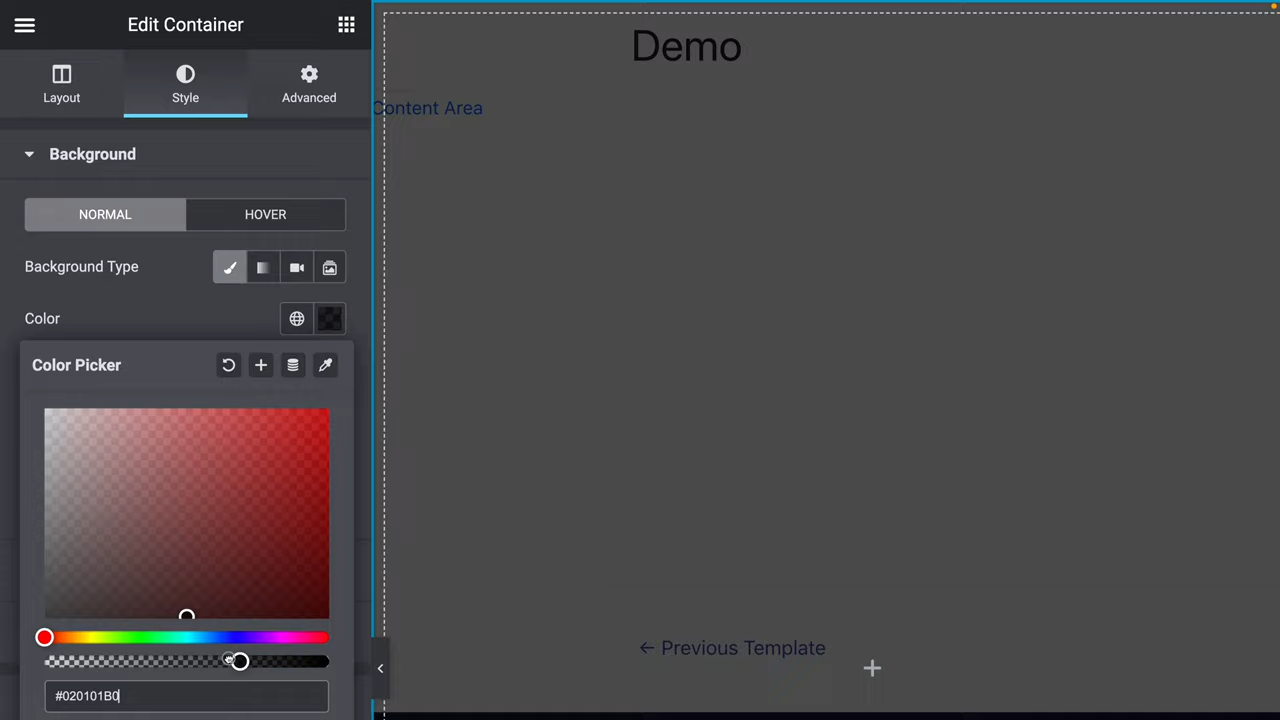 Edit Container
Layout
Style
Advanced
Background
NORMAL
HOVER
Background Type
Color
Color Picker
#020101B0
Demo
Content Area
← Previous Template